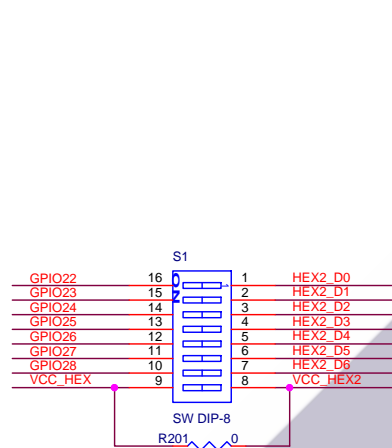 S1
GPIO22 16 ON 1 1 HEX2_D0
GPIO23 15 2 HEX2_D1
GPIO24 14 3 HEX2_D2
GPIO25 13 4 HEX2_D3
GPIO26 12 5 HEX2_D4
GPIO27 11 6 HEX2_D5
GPIO28 10 7 HEX2_D6
VCC_HEX 9 8 VCC_HEX2
SW DIP-8
R201 0